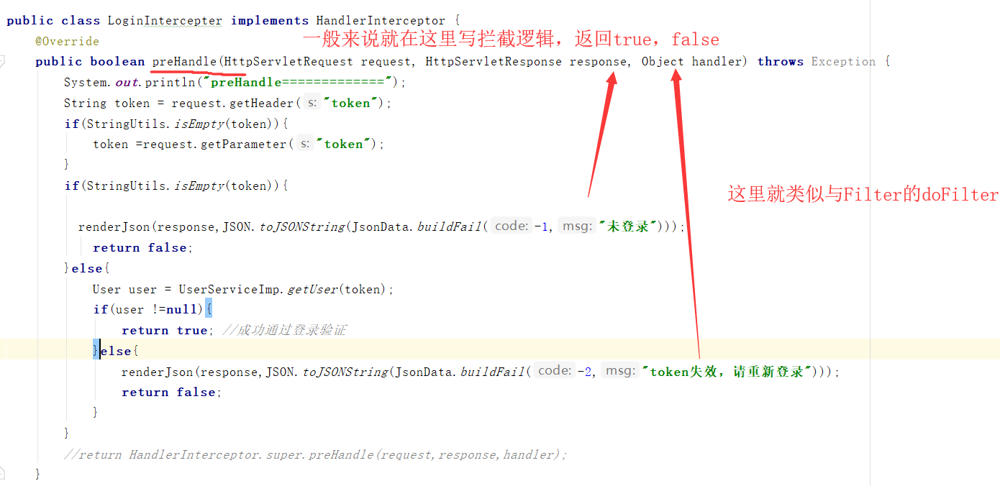 public class LoginIntercepter implements HandlerInterceptor {
@Override
一般来说就在这里写拦截逻辑，返回true，false
public boolean preHandle(HttpServletRequest request, HttpServletResponse response, Object handler) throws Exception {
System.out.println("preHandle=============");
String token = request.getHeader( s: "token");
if(StringUtils.isEmpty(token)){
token =request.getParameter( s: "token");
}
if(StringUtils.isEmpty(token)){
这里就类似与Filter的doFilter
renderJson(response,JSON.toJSONString(JsonData.buildFail( code: -1, msg: "未登录")));
return false;
}else{
User user = UserServiceImp.getUser(token);
if(user !=null){
return true; //成功通过登录验证
}else{
renderJson(response,JSON.toJSONString(JsonData.buildFail( code: -2, msg: "token失效，请重新登录")));
return false;
}
}
//return HandlerInterceptor.super.preHandle(request,response,handler);
}